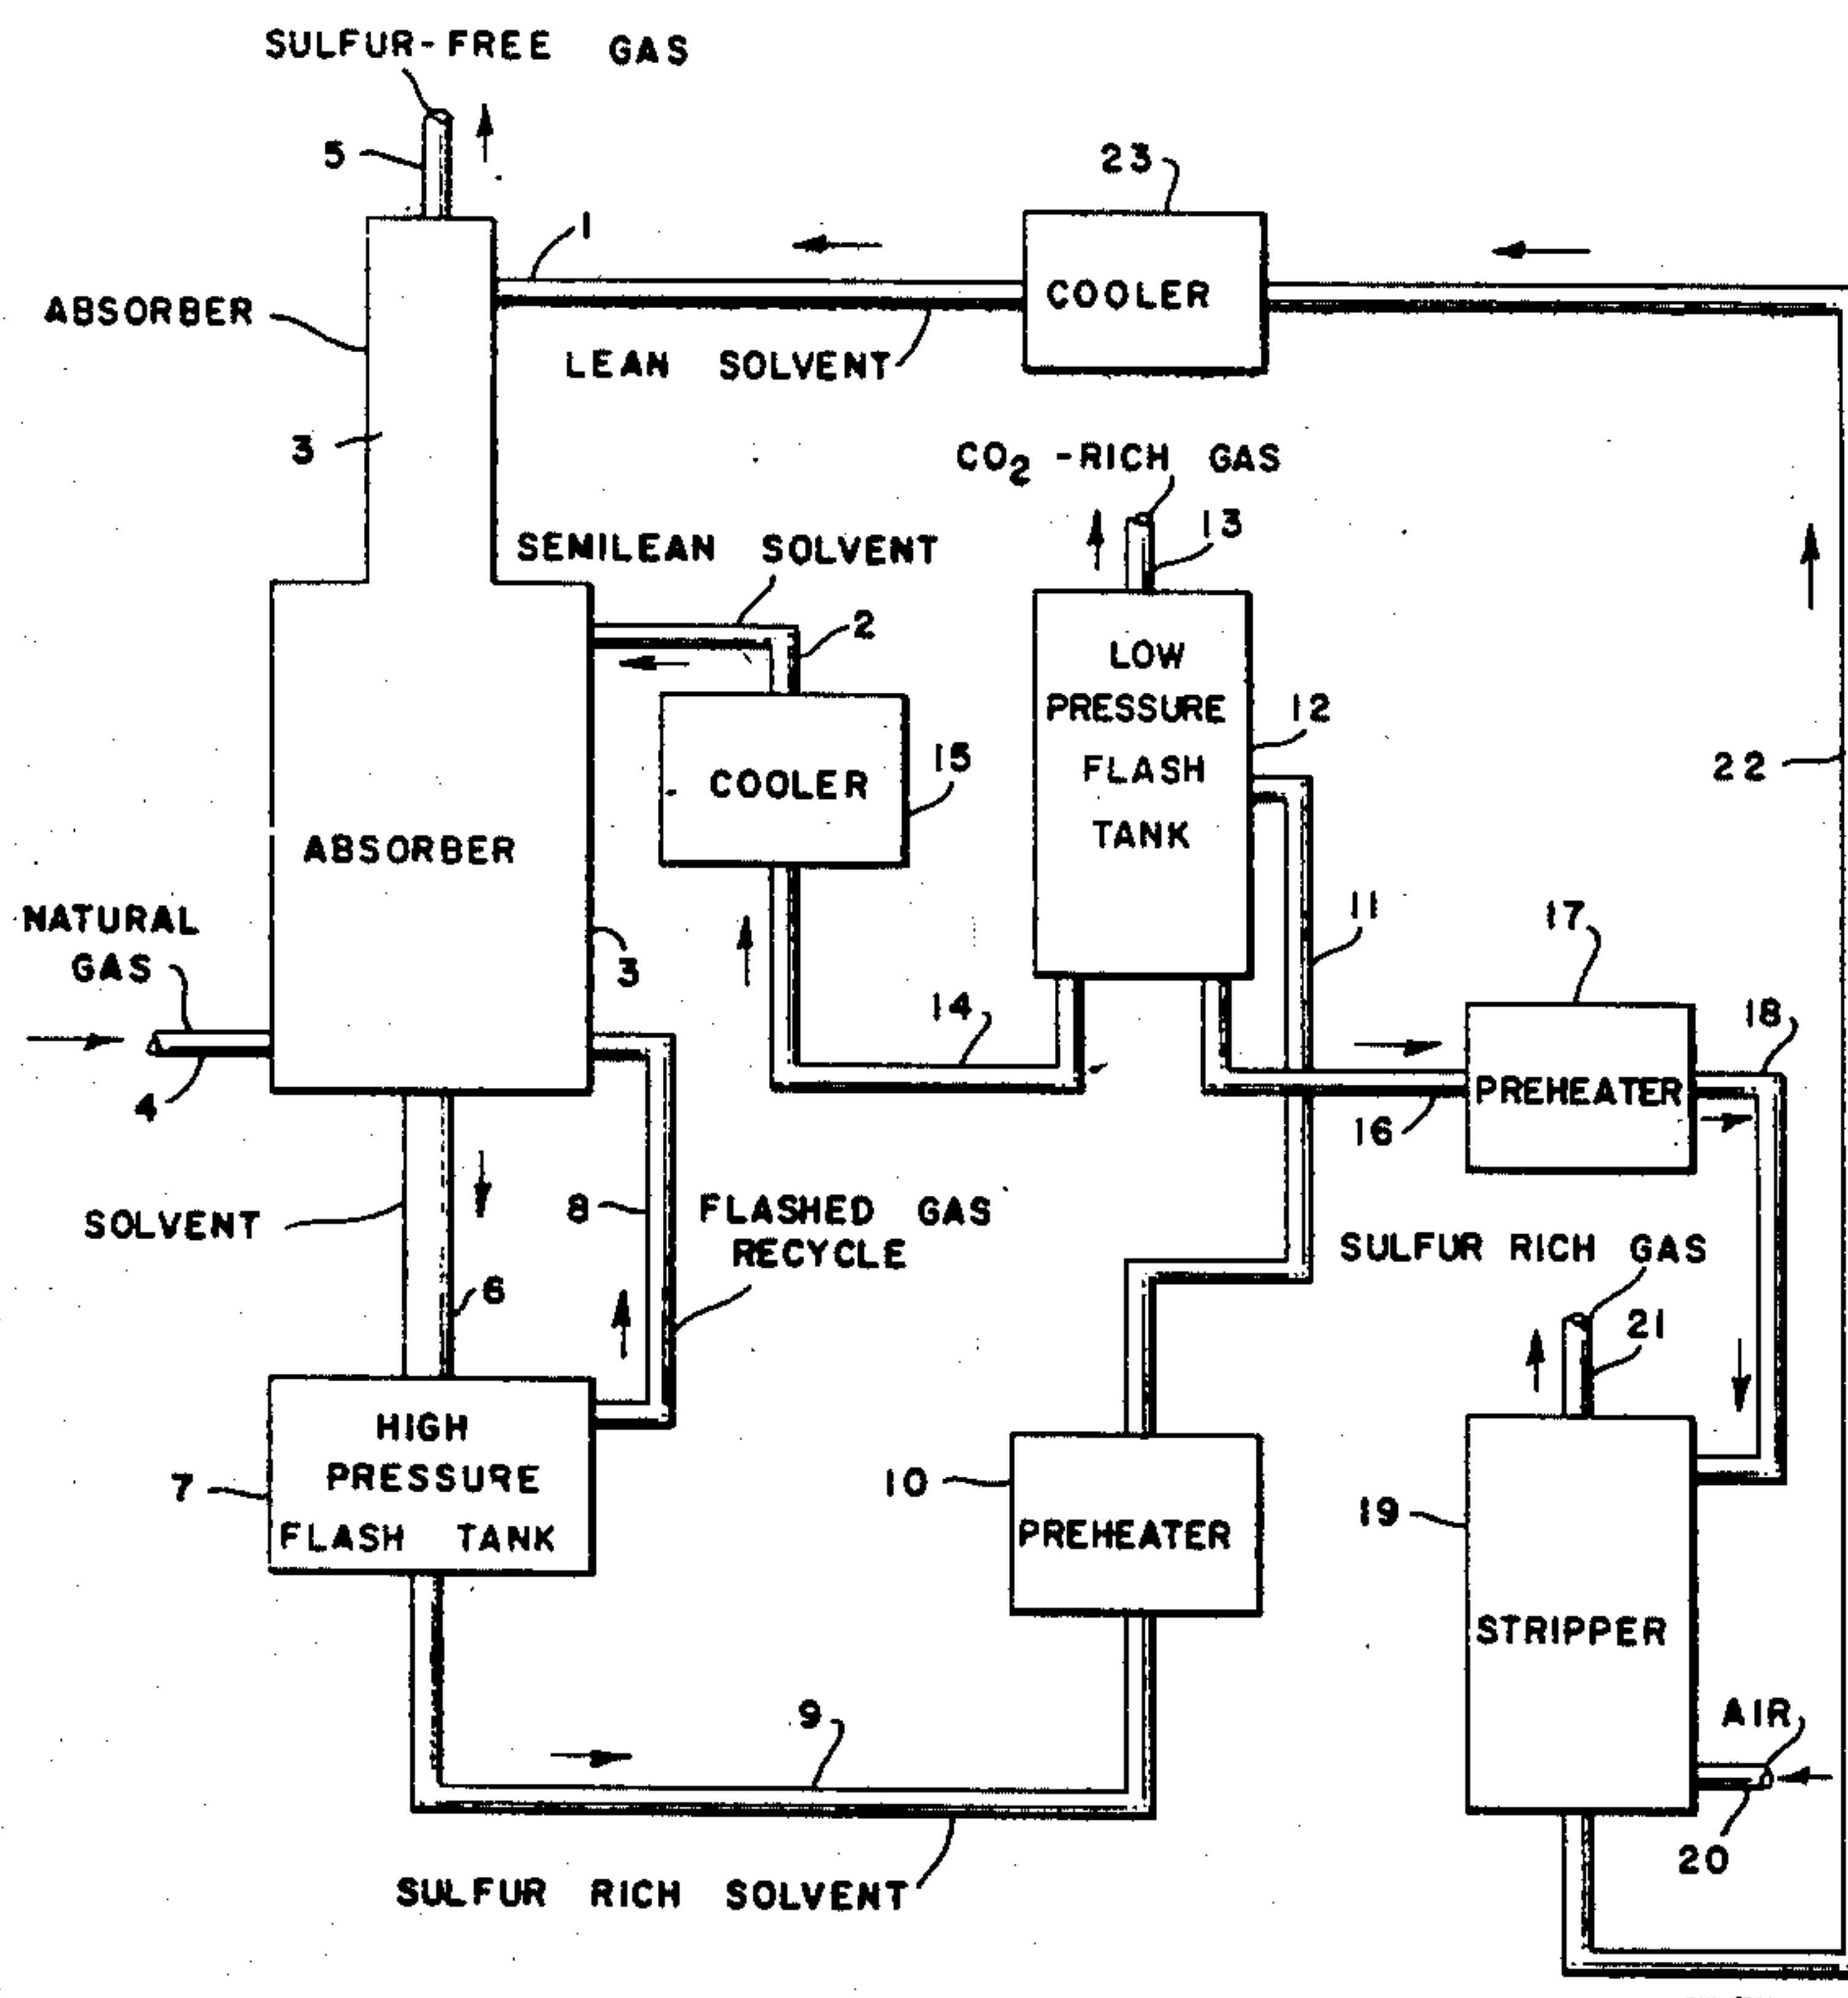 SULFUR-FREE GAS
5
23
1
COOLER
ABSORBER
LEAN SOLVENT
3
CO2 -RICH GAS
13
SEMILEAN SOLVENT
2
LOW
PRESSURE
FLASH
TANK
12
22
COOLER
15
ABSORBER
NATURAL
GAS
3
11
17
14
18
4
PREHEATER
16
SOLVENT
8
FLASHED GAS
RECYCLE
SULFUR RICH GAS
6
21
HIGH
PRESSURE
FLASH TANK
7
10
PREHEATER
19
STRIPPER
9
AIR
20
SULFUR RICH SOLVENT